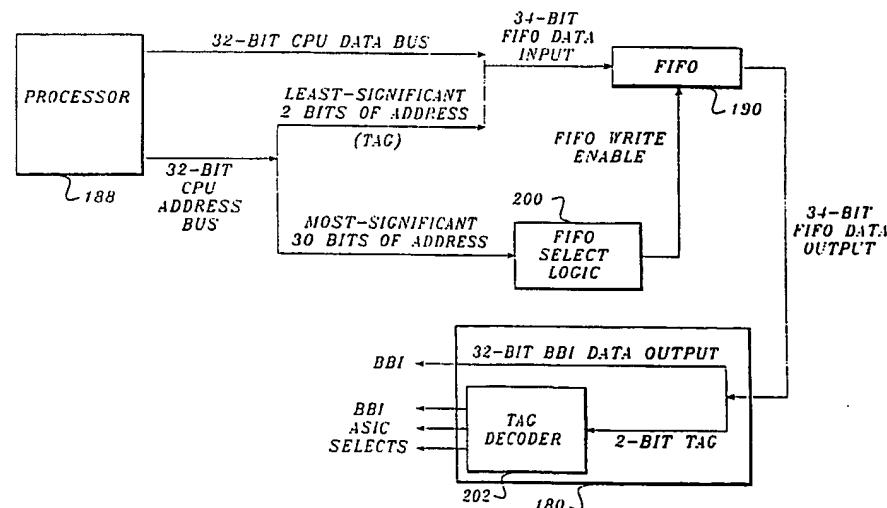 34-BIT
FIFO DATA
INPUT
32-BIT CPU DATA BUS
FIFO
PROCESSOR
LEAST-SIGNIFICANT
2 BITS OF ADDRESS
(TAG)
190
FIFO WRITE
ENABLE
188
32-BIT
CPU
ADDRESS
BUS
200
MOST-SIGNIFICANT
30 BITS OF ADDRESS
FIFO
SELECT
LOGIC
34-BIT
FIFO DATA
OUTPUT
32-BIT BBI DATA OUTPUT
BBI
BBI
ASIC
SELECTS
TAG
DECODER
2-BIT TAG
202
180